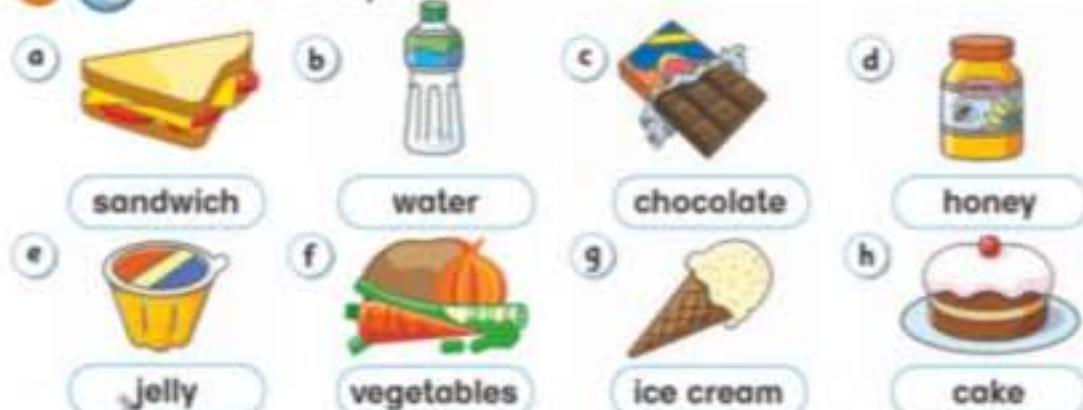 a
b
c
d
sandwich
water
chocolate
honey
e
f
g
h
jelly
vegetables
ice cream
cake